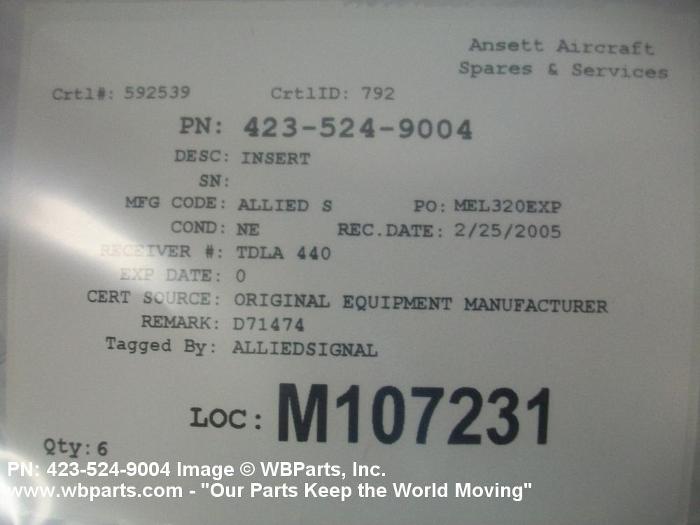 Ansett Aircraft
Spares & Services
Crtl#: 592539 CrtlID: 792
PN: 423-524-9004
DESC: INSERT
SN:
MFG CODE: ALLIED S PO: MEL320EXP
COND: NE REC.DATE: 2/25/2005
RECEIVER #: TDLA 440
EXP DATE: 0
CERT SOURCE: ORIGINAL EQUIPMENT MANUFACTURER
REMARK: D71474
Tagged By: ALLIEDSIGNAL
LOC: M107231
Qty: 6
PN: 423-524-9004 Image © WBParts, Inc.
www.wbparts.com - "Our Parts Keep the World Moving"